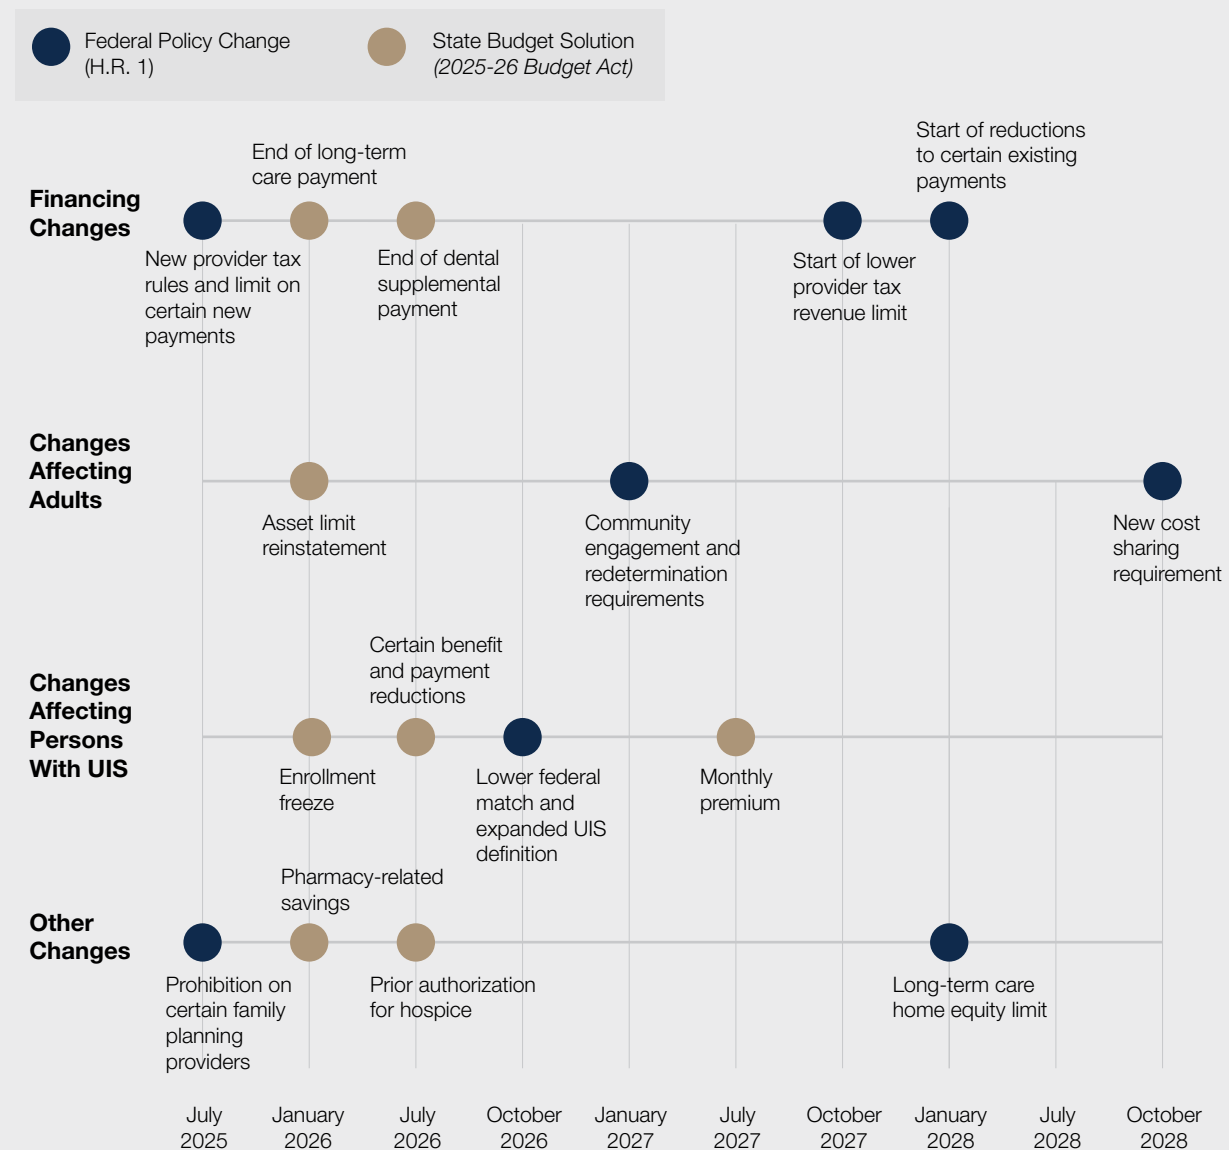 Federal Policy Change
(H.R. 1)
State Budget Solution
(2025-26 Budget Act)
Financing
Changes
End of long-term
care payment
Start of reductions
to certain existing
payments
New provider tax
rules and limit on
certain new
payments
End of dental
supplemental
payment
Start of lower
provider tax
revenue limit
Changes
Affecting
Adults
Asset limit
reinstatement
Community
engagement and
redetermination
requirements
New cost
sharing
requirement
Changes
Affecting
Persons
With UIS
Certain benefit
and payment
reductions
Enrollment
freeze
Lower federal
match and
expanded UIS
definition
Monthly
premium
Other
Changes
Pharmacy-related
savings
Prohibition on
certain family
planning
providers
Prior authorization
for hospice
Long-term care
home equity limit
July
2025
January
2026
July
2026
October
2026
January
2027
July
2027
October
2027
January
2028
July
2028
October
2028